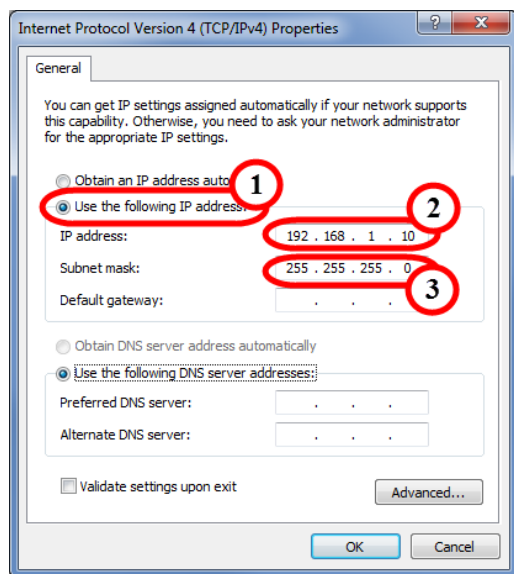 Internet Protocol Version 4 (TCP/IPv4) Properties
?
X
General
You can get IP settings assigned automatically if your network supports
this capability. Otherwise, you need to ask your network administrator
for the appropriate IP settings.
Obtain an IP address auto
1
Use the following IP address:
2
IP address: 192 . 168 . 1 . 10
Subnet mask: 255 . 255 . 255 . 0
3
Default gateway: . . .
Obtain DNS server address automatically
Use the following DNS server addresses:
Preferred DNS server: . . .
Alternate DNS server: . . .
Validate settings upon exit
Advanced...
OK Cancel